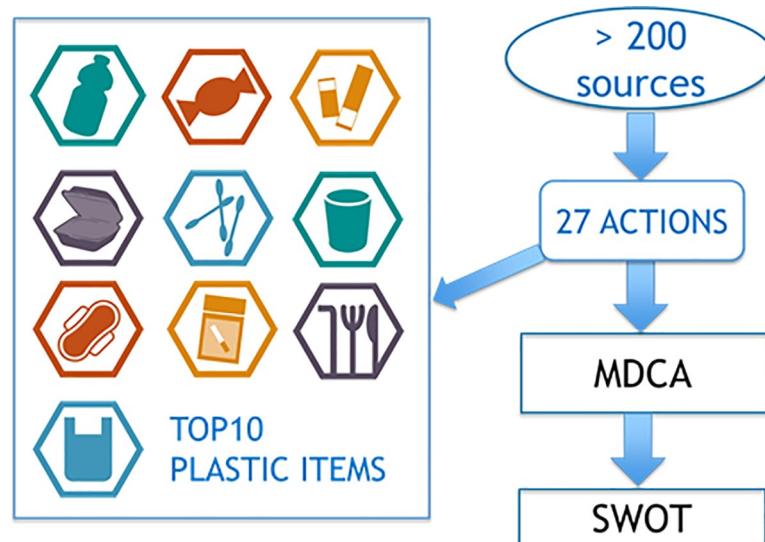 > 200
sources
27 ACTIONS
MDCA
SWOT
TOP10
PLASTIC ITEMS